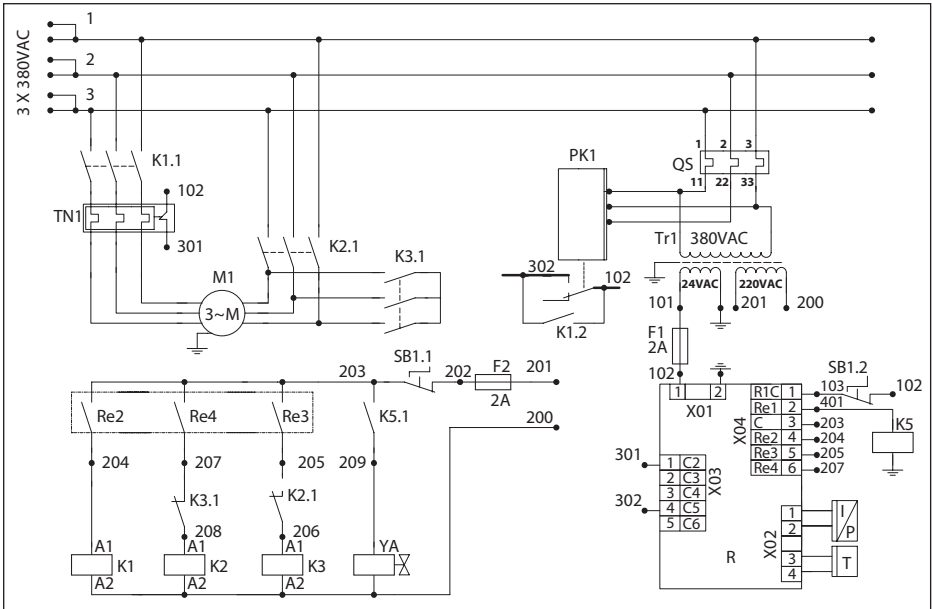 1
2
3
3 X 380VAC
K1.1
102
TN1
301
M1
3~M
K2.1
K3.1
PK1
1 2 3
QS
11 22 33
Tr1 380VAC
24VAC 220VAC
302
102
K1.2
101
201 200
F1
2A
102
SB1.1
203 202 F2 201
2A
200
Re2 Re4 Re3 K5.1
204 207 205 209
K3.1 K2.1
208 206
A1 A1 A1 YA
K1 K2 K3
A2 A2 A2
1 2
X01
SB1.2
R1C 1 103 102
Re1 2 401
C 3 203
Re2 4 204
Re3 5 205
Re4 6 207
X04
K5
301
302
1 C2
2 C3
3 C4
4 C5
5 C6
X03
R
X02
1
2
3
4
I
P
T